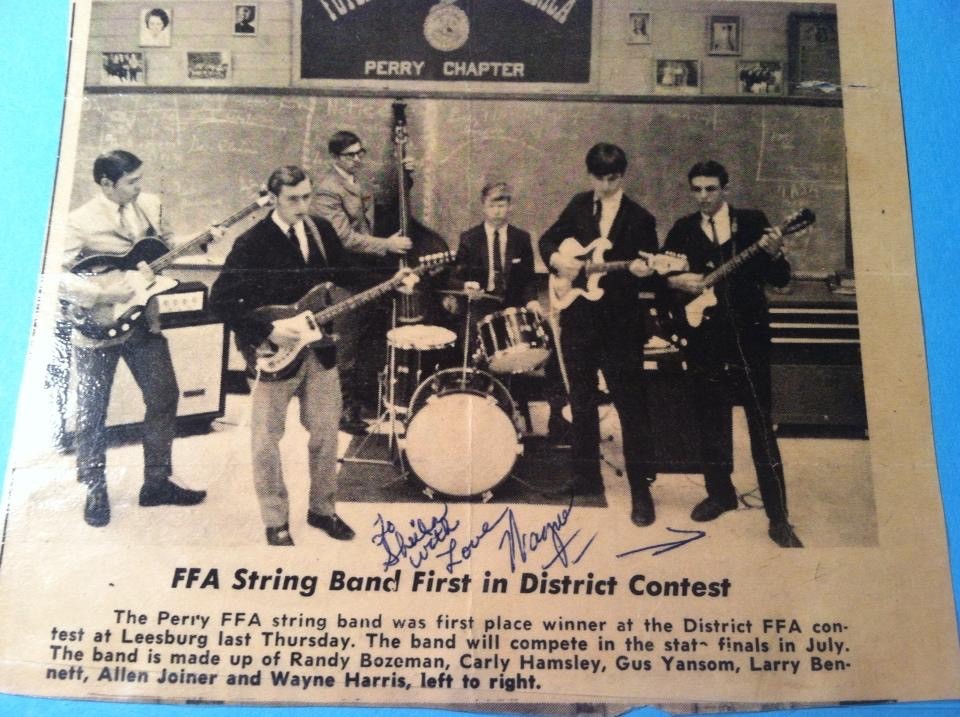 PERRY CHAPTER
To
Sheila
with
Love
Wayne
FFA String Band First in District Contest
The Perry FFA string band was first place winner at the District FFA con-
test at Leesburg last Thursday. The band will compete in the stat finals in July.
The band is made up of Randy Bozeman, Carly Hamsley, Gus Yansom, Larry Ben-
nett, Allen Joiner and Wayne Harris, left to right.